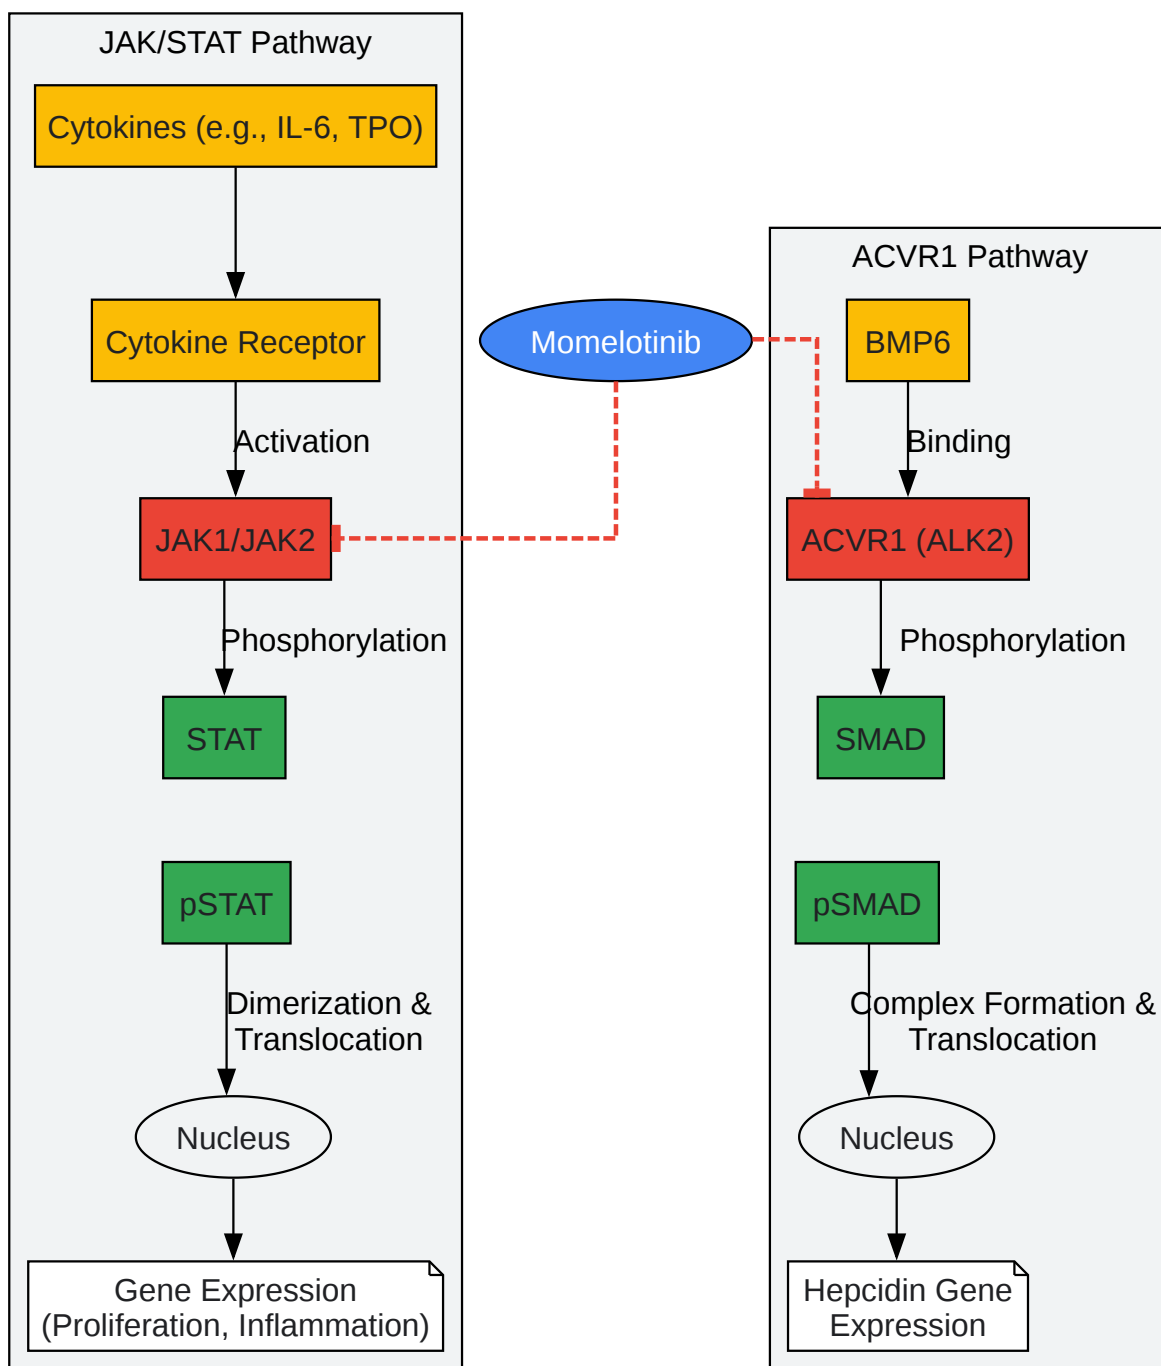 JAK/STAT Pathway
Cytokines (e.g., IL-6, TPO)
Cytokine Receptor
Activation
JAK1/JAK2
Phosphorylation
STAT
pSTAT
Dimerization &
Translocation
Nucleus
Gene Expression
(Proliferation, Inflammation)
Momelotinib
ACVR1 Pathway
BMP6
Binding
ACVR1 (ALK2)
Phosphorylation
SMAD
pSMAD
Complex Formation &
Translocation
Nucleus
Hepcidin Gene
Expression